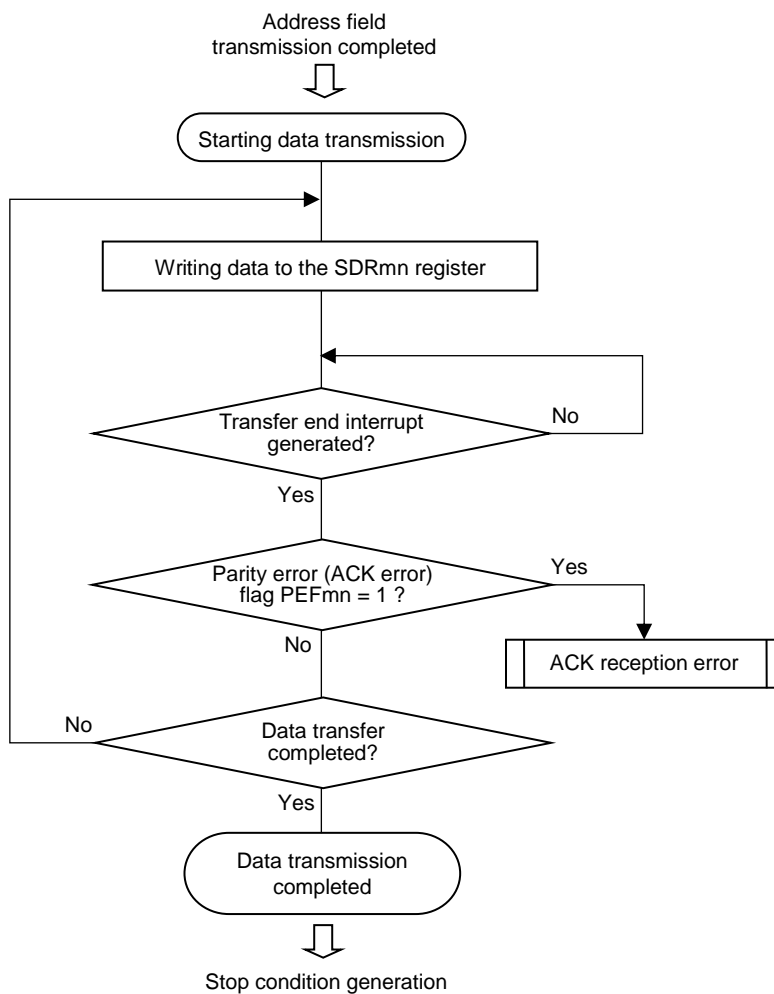 Address field
transmission completed
Starting data transmission
Writing data to the SDRmn register
Transfer end interrupt
generated?
No
Yes
Parity error (ACK error)
flag PEFmn = 1 ?
Yes
No
ACK reception error
Data transfer
completed?
No
Yes
Data transmission
completed
Stop condition generation